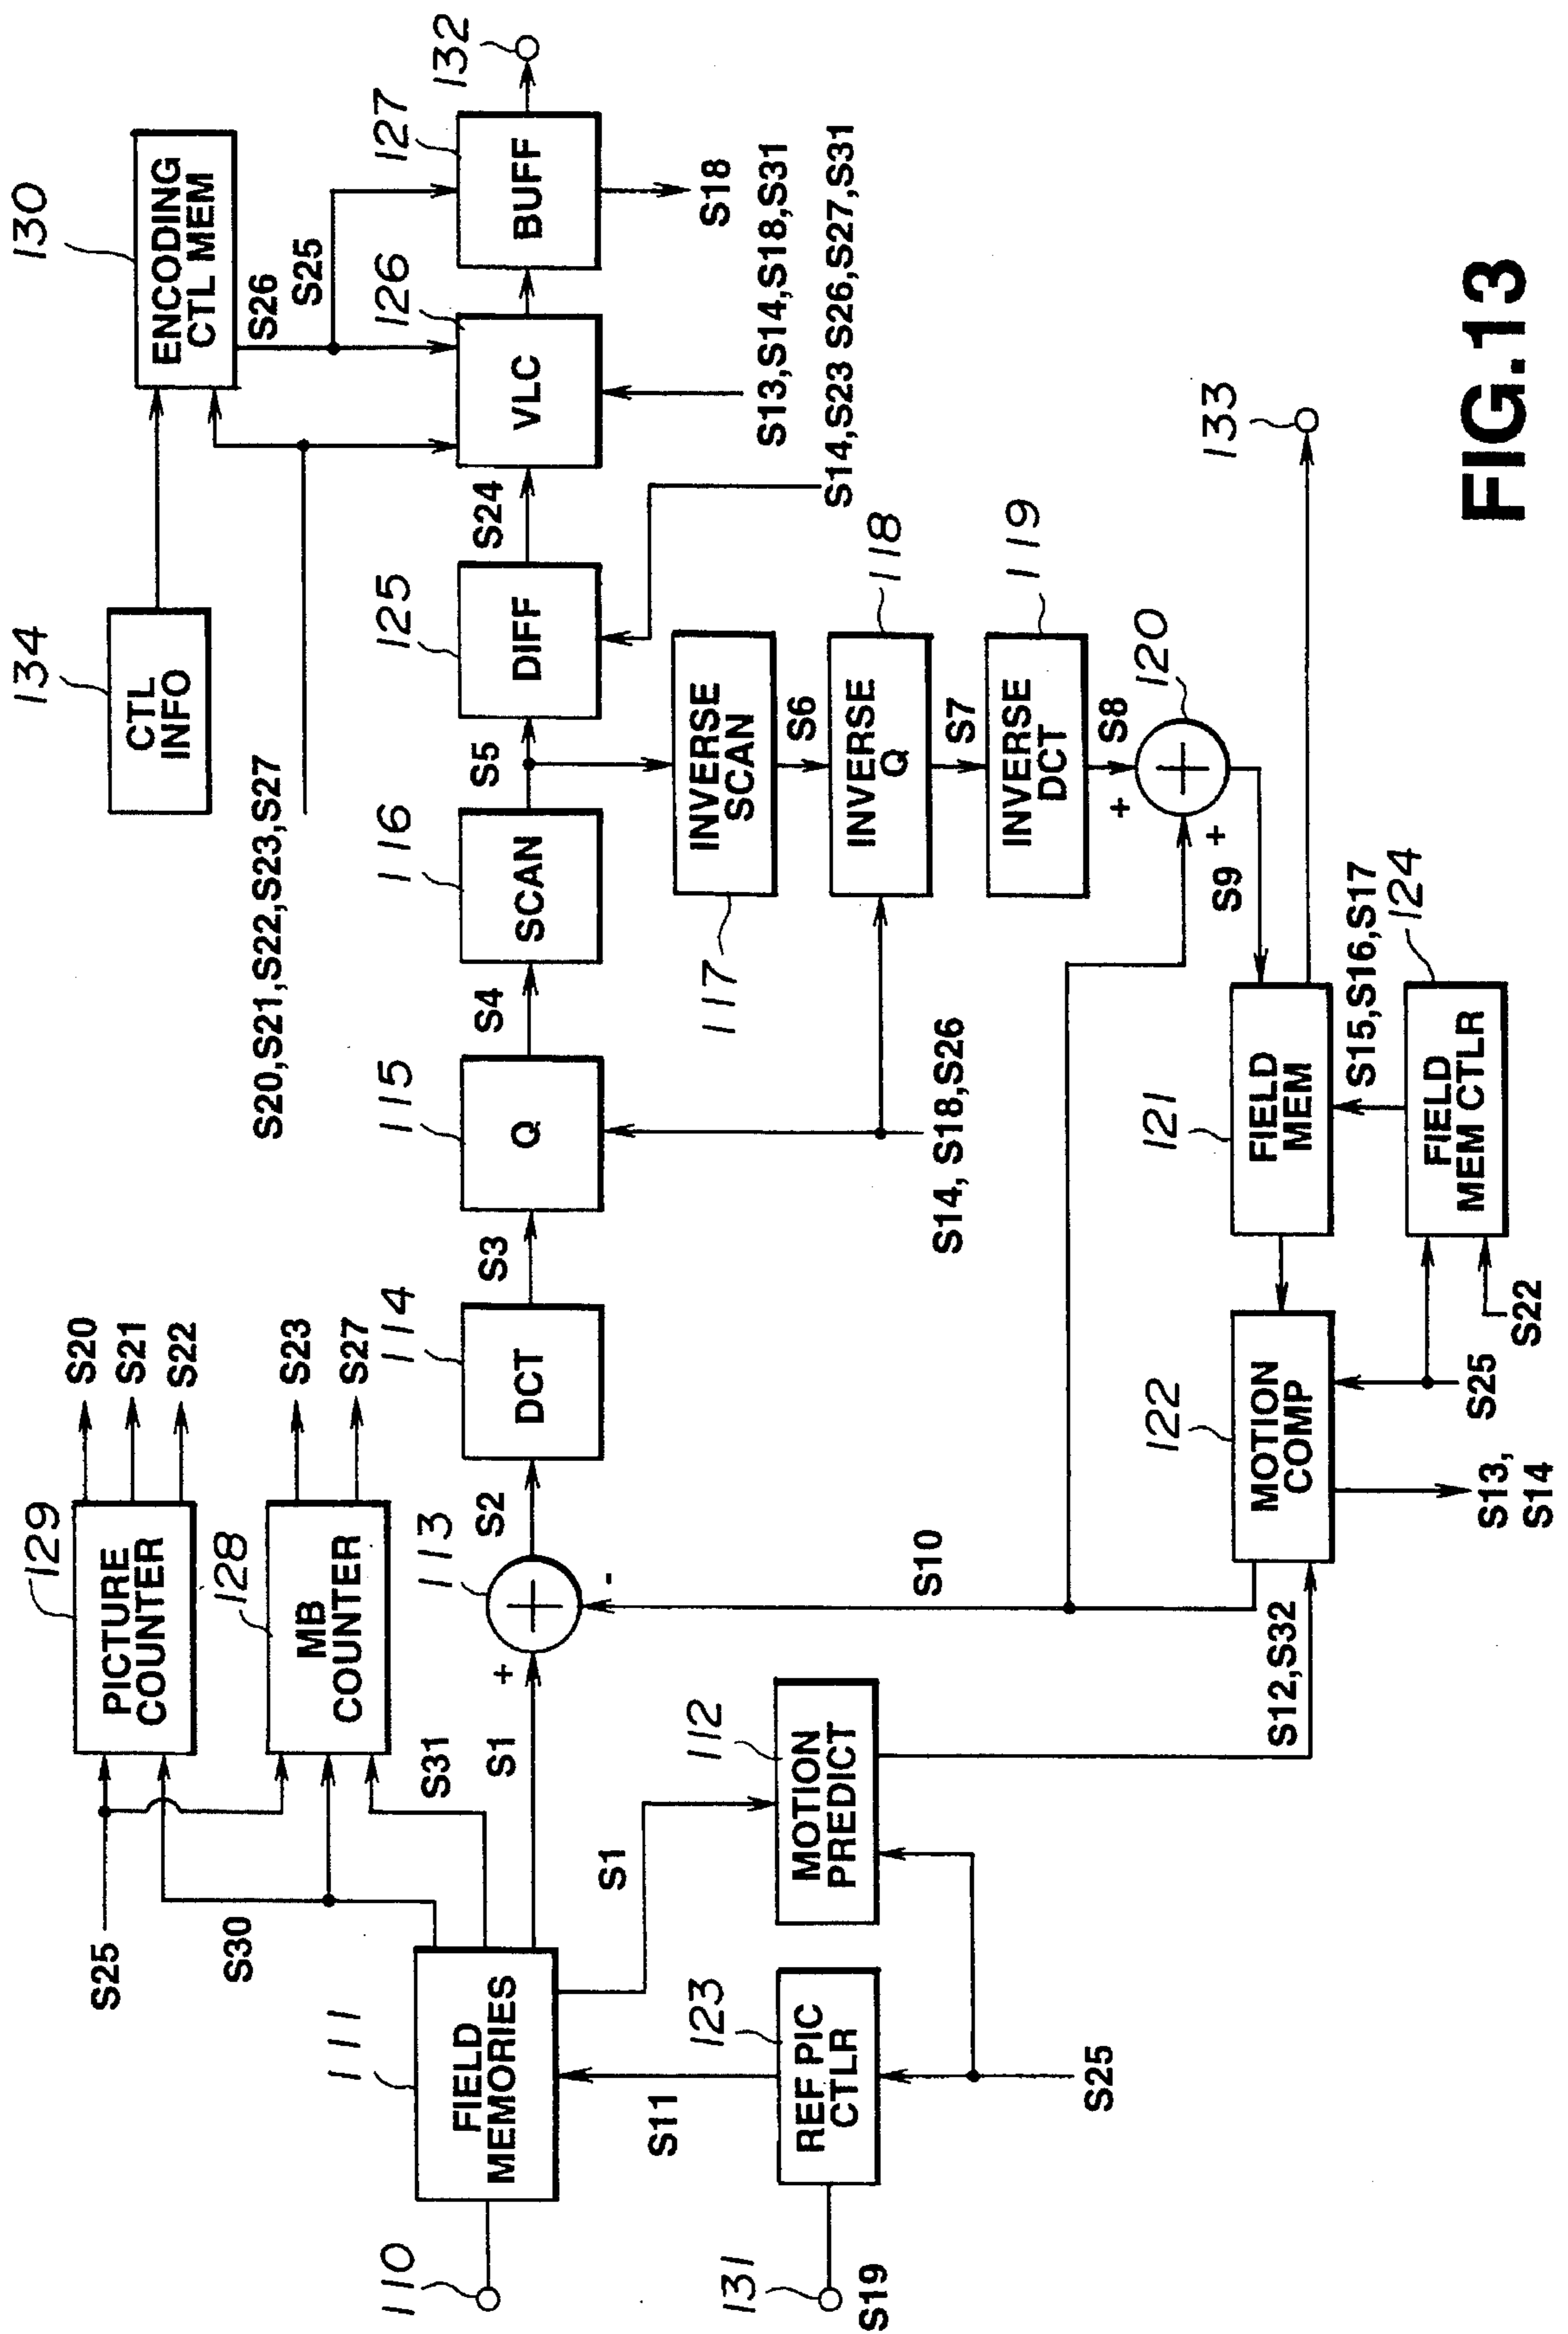 130
134
CTL
INFO
ENCODING
CTL MEM
S26
S25
S20,S21,S22,S23,S27
129
PICTURE
COUNTER
S20
S21
S22
S25
128
MB
COUNTER
S23
S27
S30
S31
110
111
FIELD
MEMORIES
S1
+
113
-
S2
114
DCT
S3
115
Q
S4
116
SCAN
S5
125
DIFF
S24
126
VLC
127
BUFF
132
S18
S13,S14,S18,S31
S14,S23 S26,S27,S31
S14, S18,S26
117
INVERSE
SCAN
S6
118
INVERSE
Q
S7
119
INVERSE
DCT
S8
120
+
+
S9
S1
S11
131
S19
123
REF PIC
CTLR
S25
112
MOTION
PREDICT
S10
S12,S32
122
MOTION
COMP
S13,
S14
S25
S22
121
FIELD
MEM
S15,S16,S17
124
FIELD
MEM CTLR
133
FIG.13